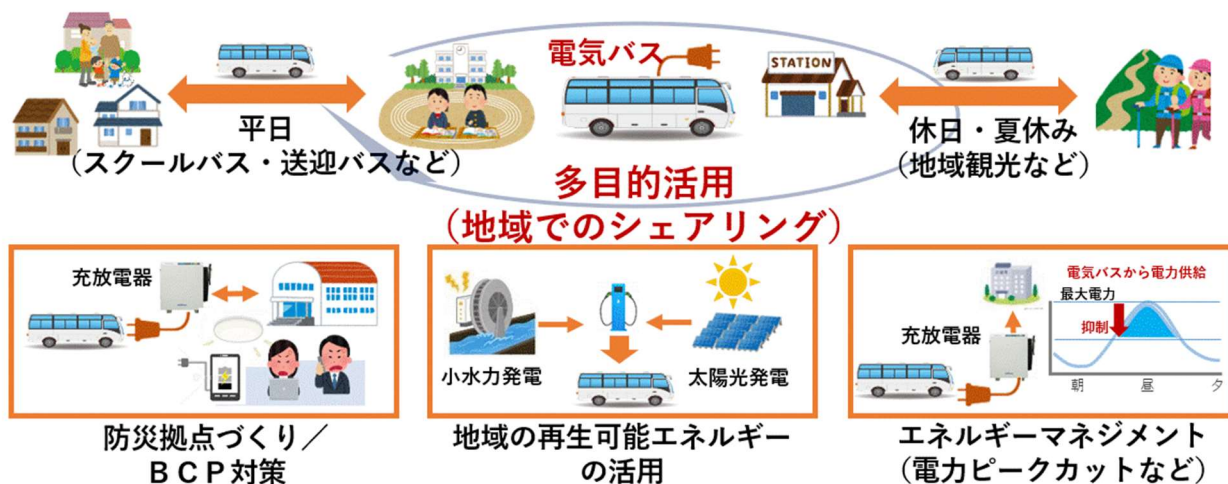 電気バス
STATION
平日
（スクールバス・送迎バスなど）
休日・夏休み
（地域観光など）
多目的活用
（地域でのシェアリング）
充放電器
防災拠点づくり／
ＢＣＰ対策
小水力発電
太陽光発電
地域の再生可能エネルギー
の活用
電気バスから電力供給
最大電力
抑制
充放電器
朝 昼 夕
エネルギーマネジメント
（電力ピークカットなど）